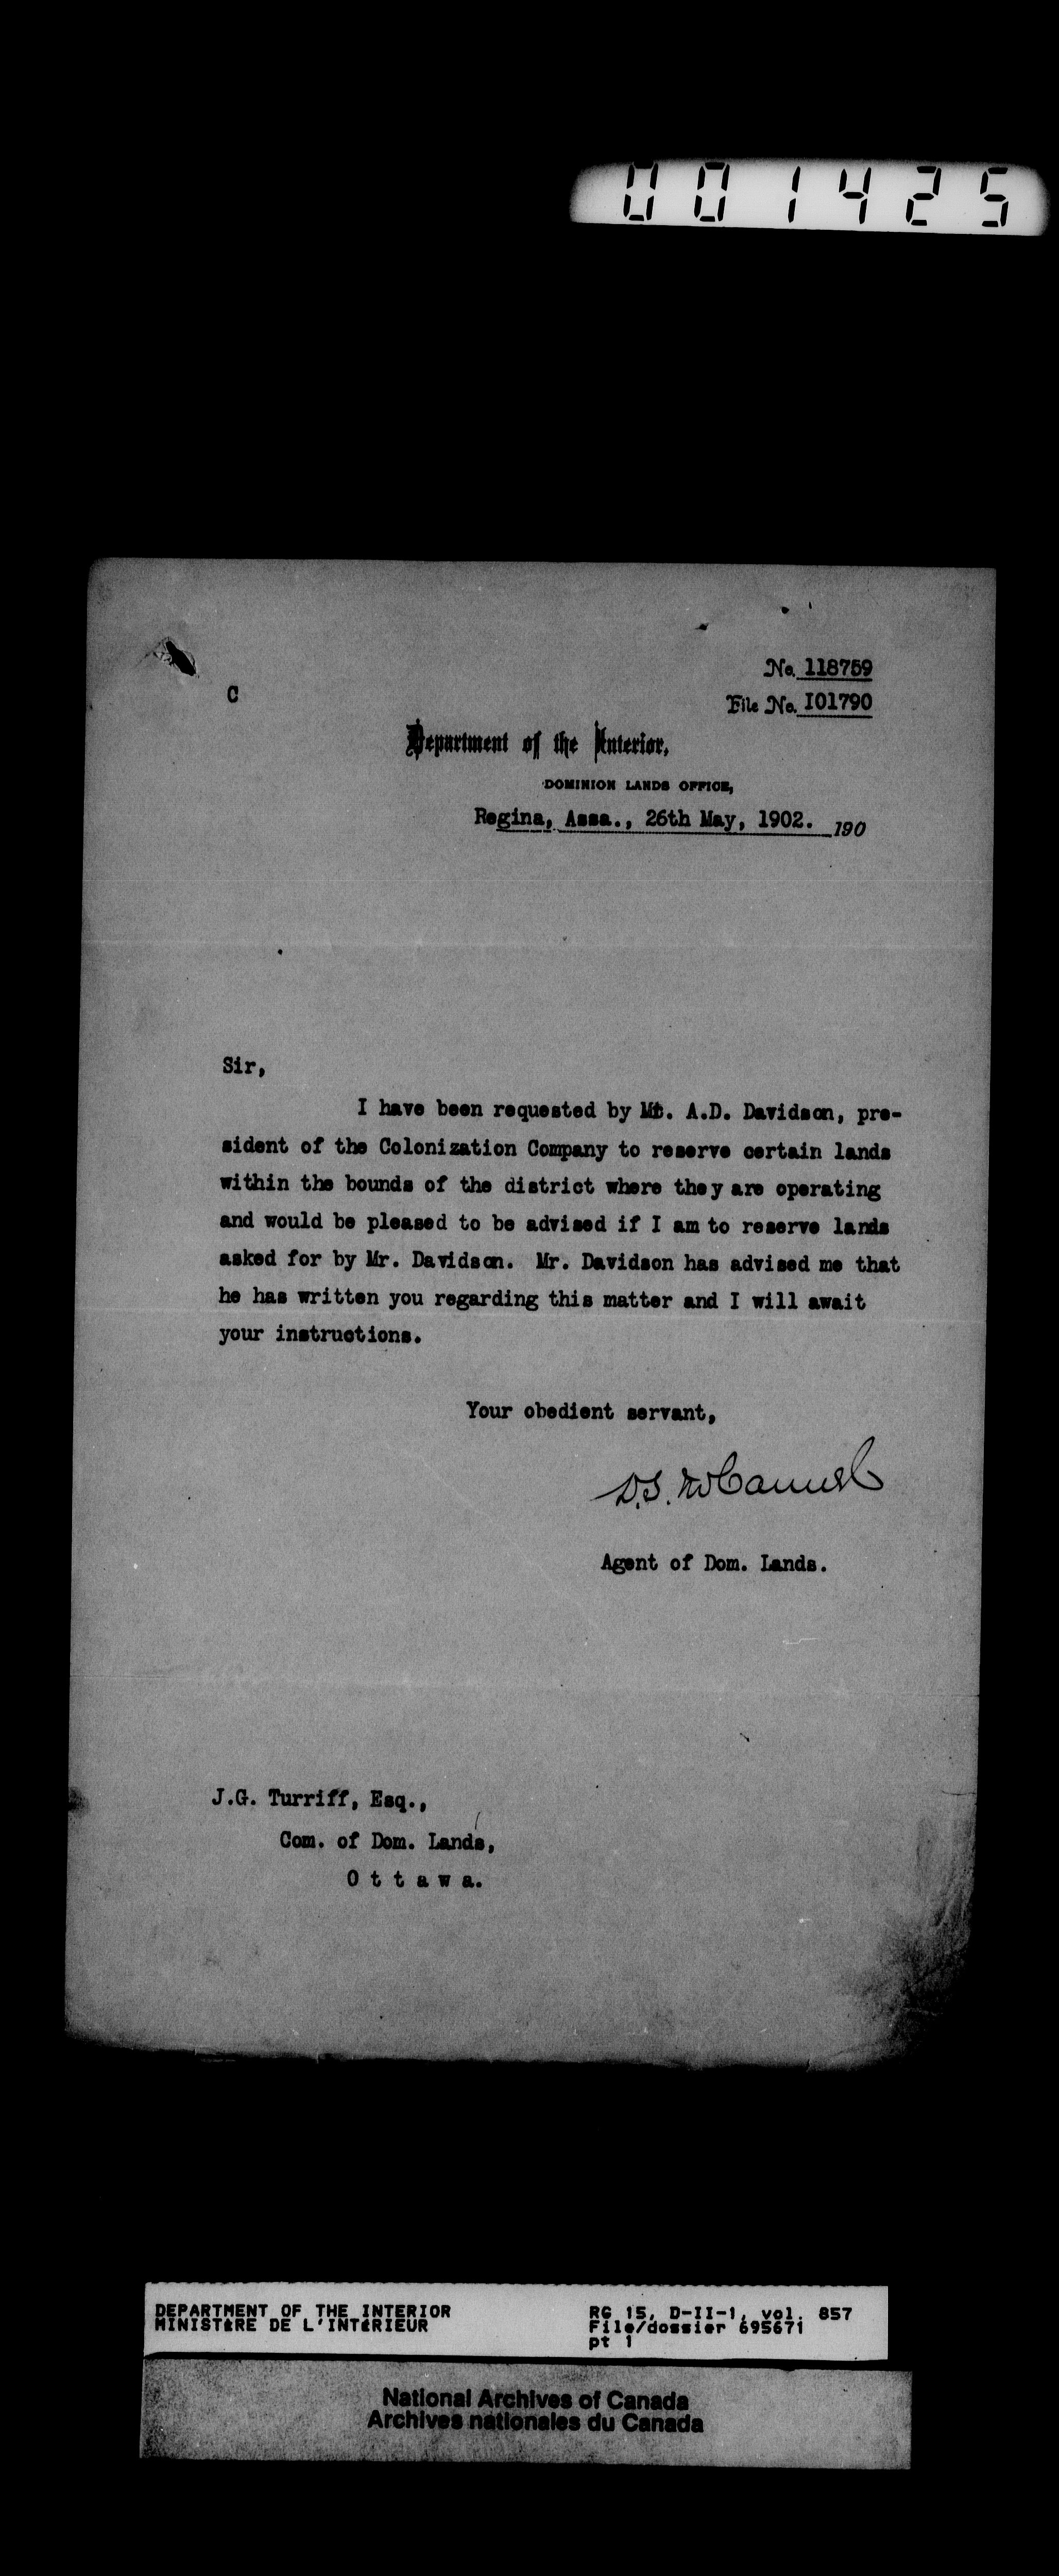 001425
No. 118759
C
File No. I01790
Department of the Interior,
DOMINION LANDS OFFICE,
Regina, Assa., 26th May, 1902. 190
Sir,
I have been requested by Mr. A.D. Davidson, pre-
sident of the Colonization Company to reserve certain lands
within the bounds of the district where they are operating
and would be pleased to be advised if I am to reserve lands
asked for by Mr. Davidson. Mr. Davidson has advised me that
he has written you regarding this matter and I will await
your instructions.
Your obedient servant,
D.S. McCannel
Agent of Dom. Lands.
J.G. Turriff, Esq.,
Com. of Dom. Lands,
O t t a w a.
DEPARTMENT OF THE INTERIOR
MINISTÈRE DE L'INTÉRIEUR
RG 15, D-II-1, vol. 857
File/dossier 695671
pt 1
National Archives of Canada
Archives nationales du Canada